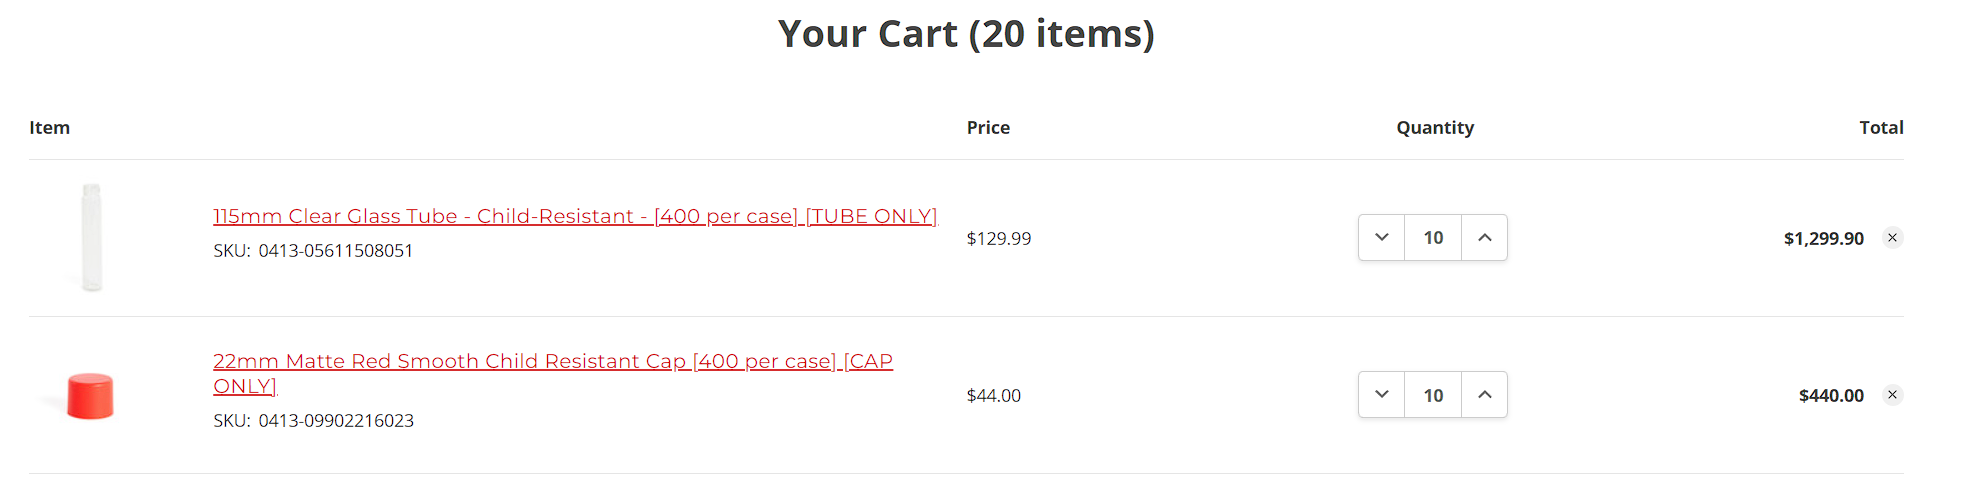 Your Cart (20 items)
Item Price Quantity Total
115mm Clear Glass Tube - Child-Resistant - [400 per case] [TUBE ONLY]
SKU: 0413-05611508051
$129.99 10 $1,299.90
22mm Matte Red Smooth Child Resistant Cap [400 per case] [CAP
ONLY]
SKU: 0413-09902216023
$44.00 10 $440.00